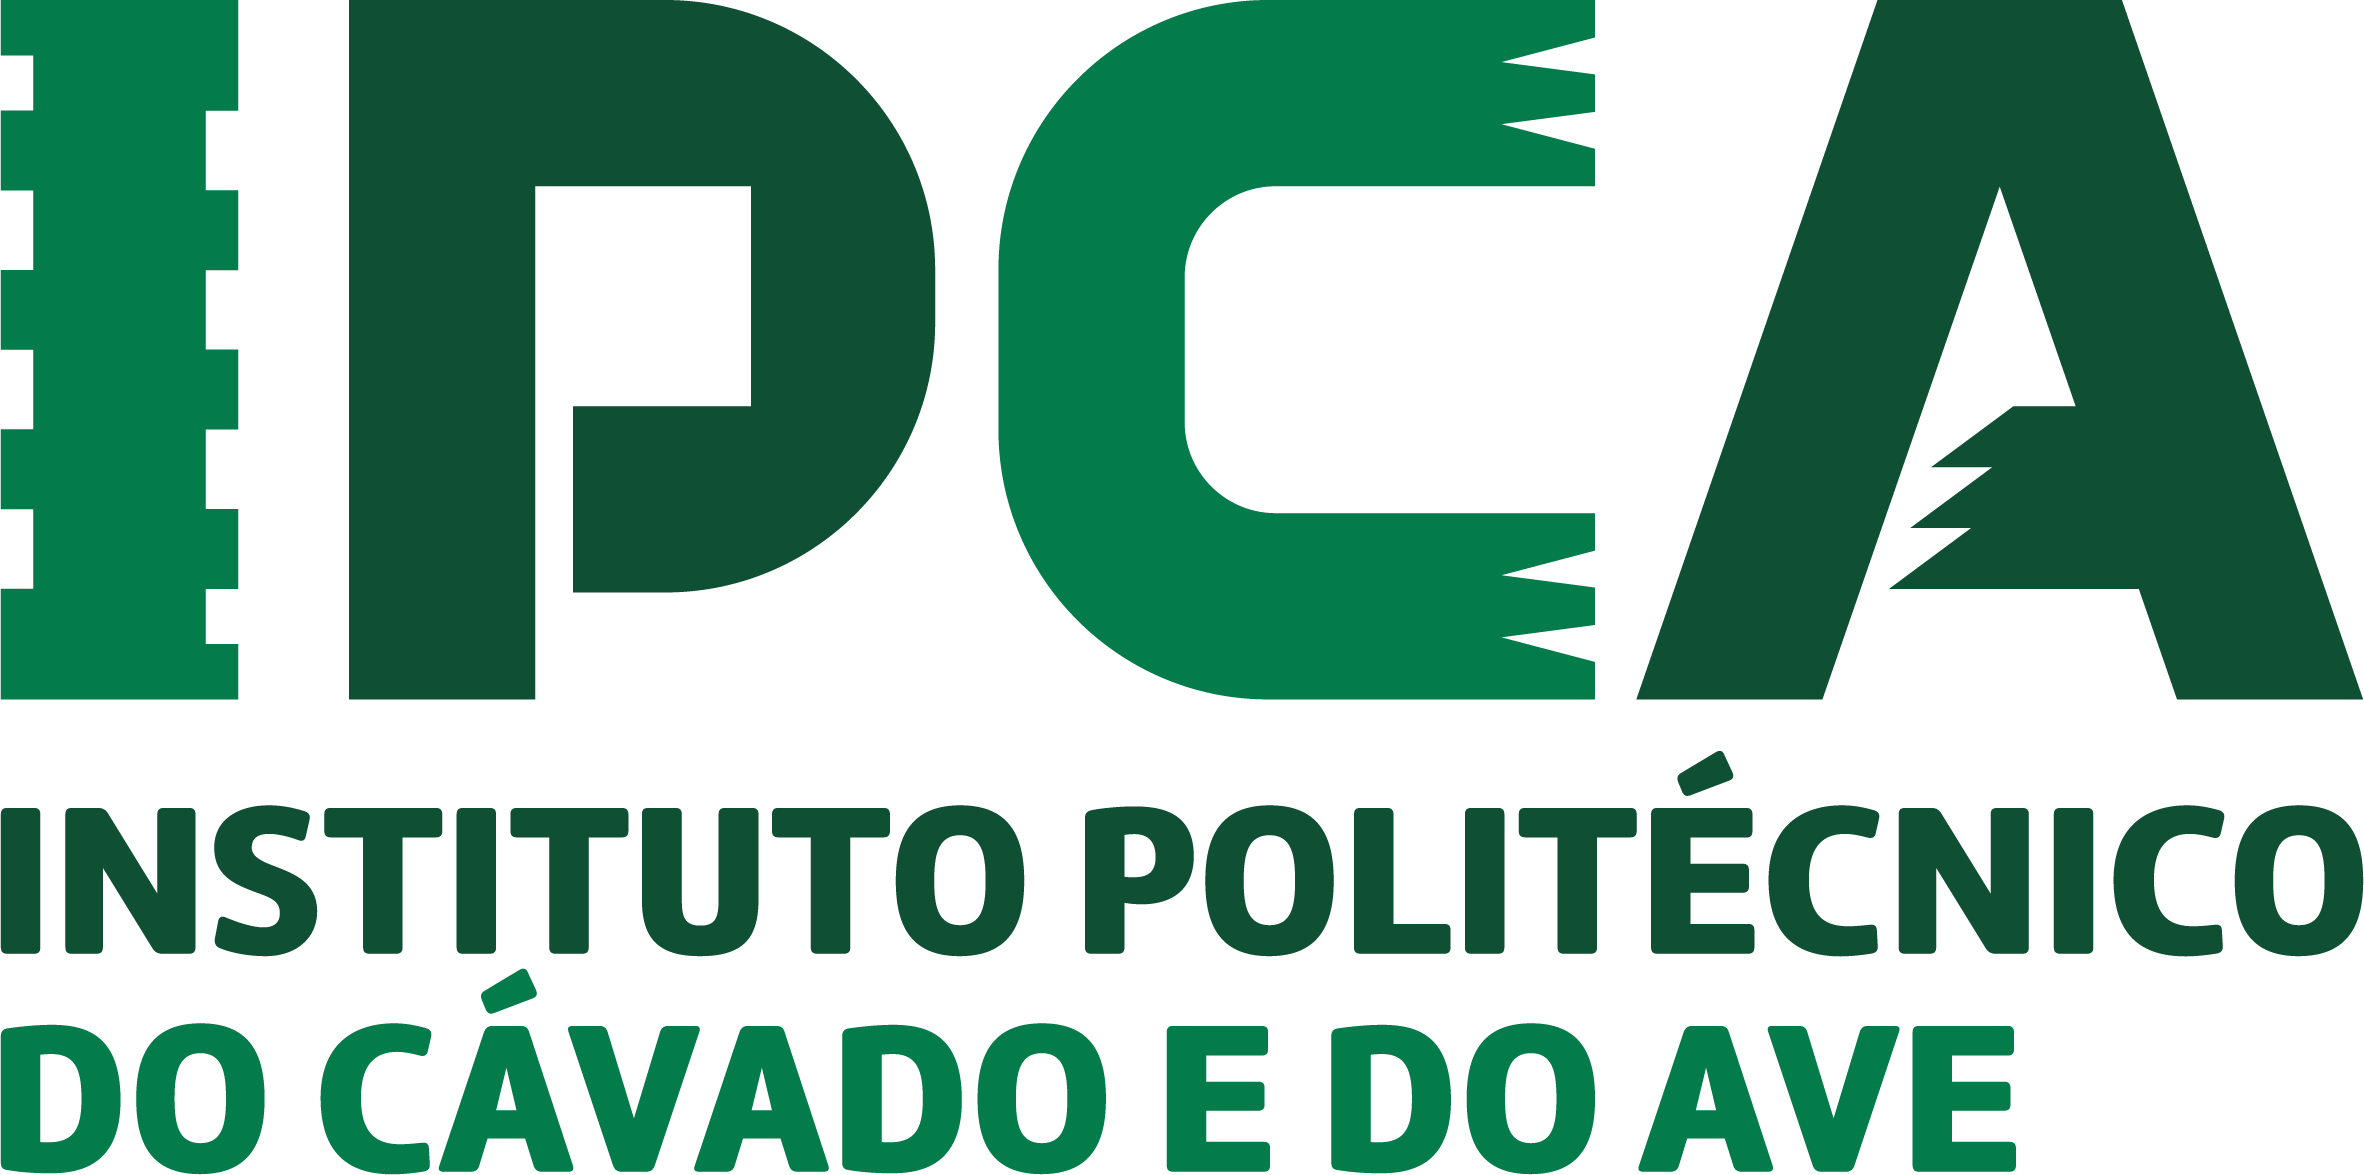 IPCA
INSTITUTO POLITÉCNICO
DO CÁVADO E DO AVE